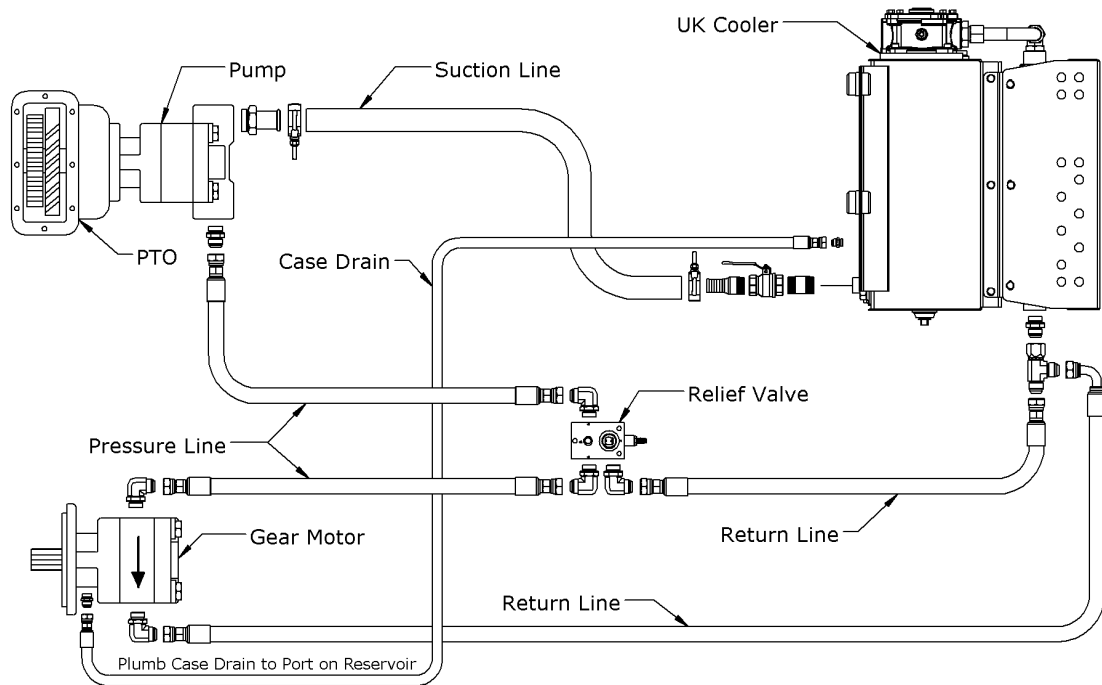 UK Cooler
Pump
Suction Line
PTO
Case Drain
Relief Valve
Pressure Line
Return Line
Gear Motor
Return Line
Plumb Case Drain to Port on Reservoir